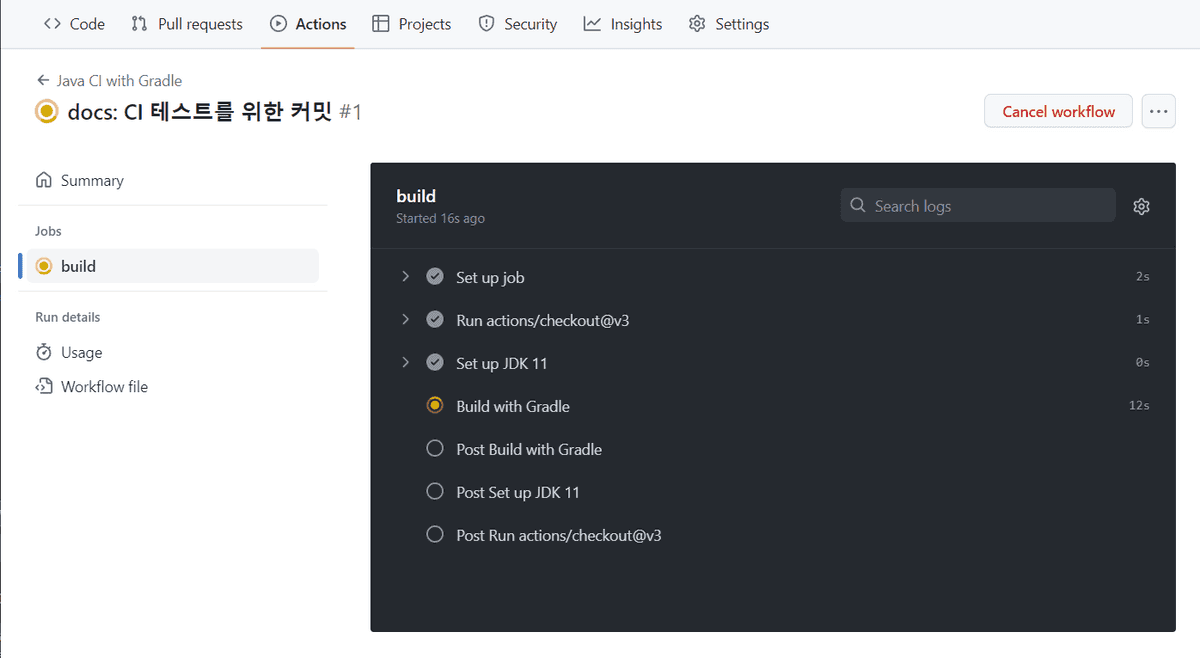 Code Pull requests Actions Projects Security Insights Settings
Java CI with Gradle
docs: CI 테스트를 위한 커밋 #1
Cancel workflow
Summary
Jobs
build
Run details
Usage
Workflow file
build
Started 16s ago
Search logs
Set up job 2s
Run actions/checkout@v3 1s
Set up JDK 11 0s
Build with Gradle 12s
Post Build with Gradle
Post Set up JDK 11
Post Run actions/checkout@v3